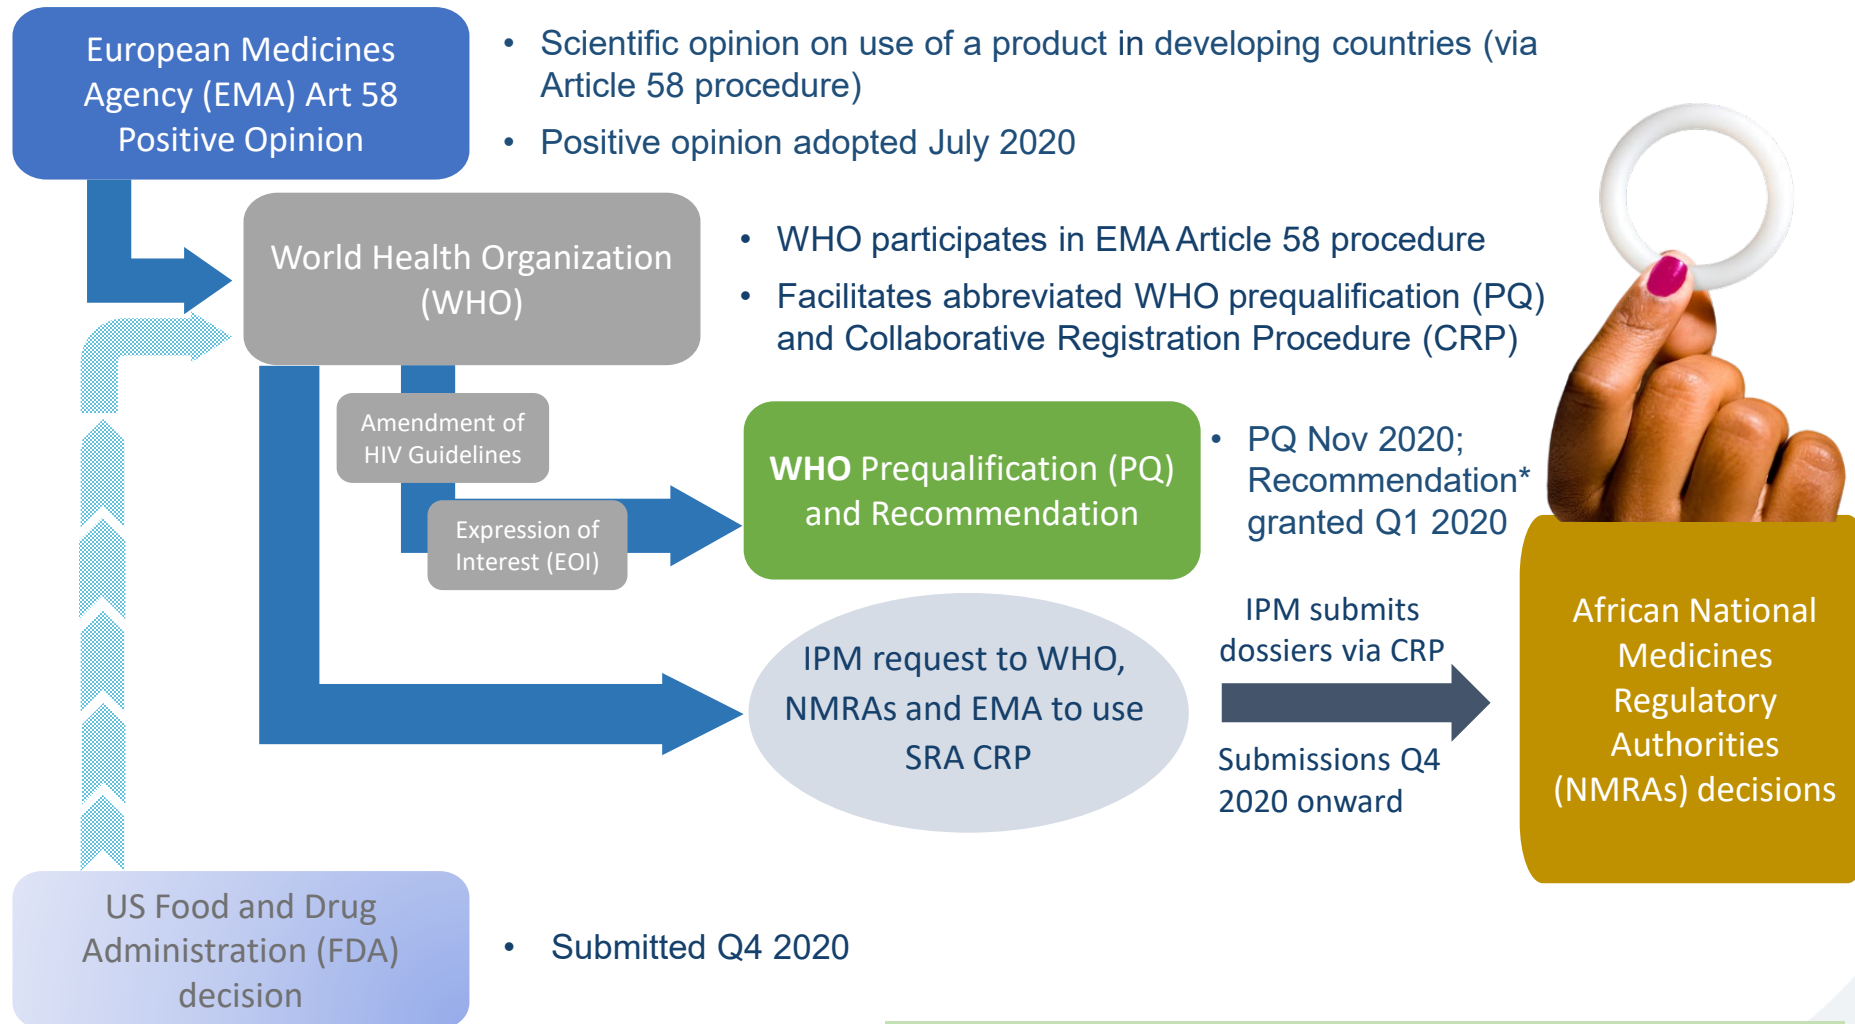 European Medicines
Agency (EMA) Art 58
Positive Opinion
• Scientific opinion on use of a product in developing countries (via
Article 58 procedure)
• Positive opinion adopted July 2020
World Health Organization
(WHO)
• WHO participates in EMA Article 58 procedure
• Facilitates abbreviated WHO prequalification (PQ)
and Collaborative Registration Procedure (CRP)
Amendment of
HIV Guidelines
Expression of
Interest (EOI)
WHO Prequalification (PQ)
and Recommendation
• PQ Nov 2020;
Recommendation*
granted Q1 2020
IPM request to WHO,
NMRAs and EMA to use
SRA CRP
IPM submits
dossiers via CRP
Submissions Q4
2020 onward
African National
Medicines
Regulatory
Authorities
(NMRAs) decisions
US Food and Drug
Administration (FDA)
decision
• Submitted Q4 2020